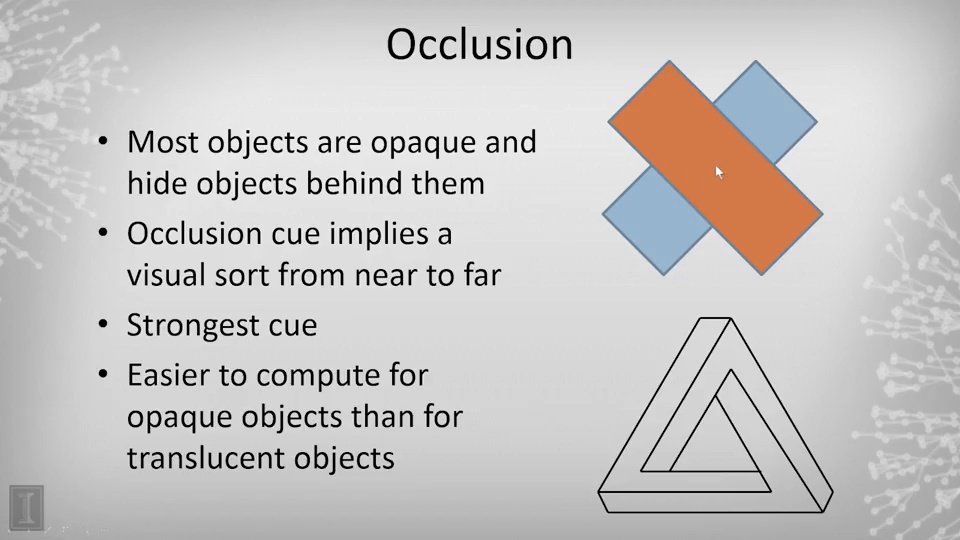 Occlusion
• Most objects are opaque and
hide objects behind them
• Occlusion cue implies a
visual sort from near to far
• Strongest cue
• Easier to compute for
opaque objects than for
translucent objects
I